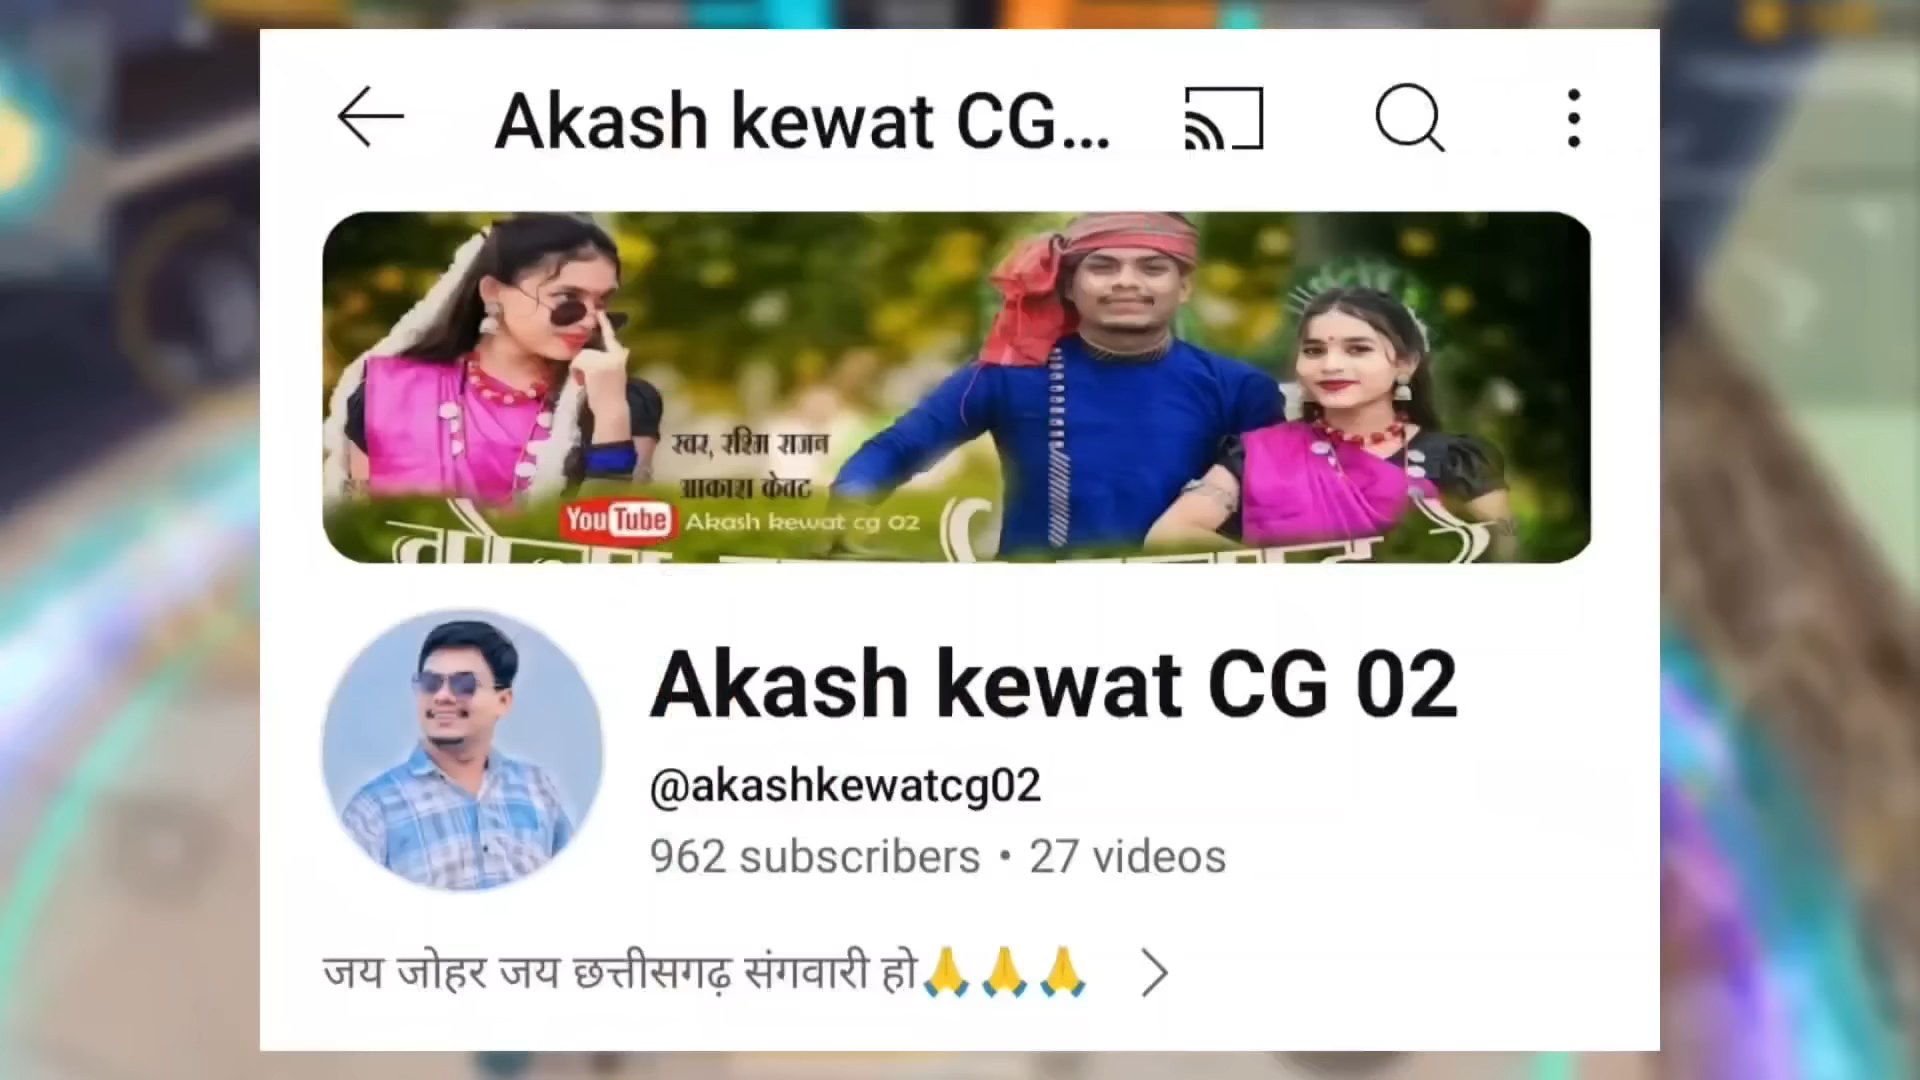 Akash kewat CG...
स्वर, रश्मि राजन
आकाश केवट
YouTube Akash kewat cg 02
Akash kewat CG 02
@akashkewatcg02
962 subscribers • 27 videos
जय जोहर जय छत्तीसगढ़ संगवारी हो🙏🙏🙏